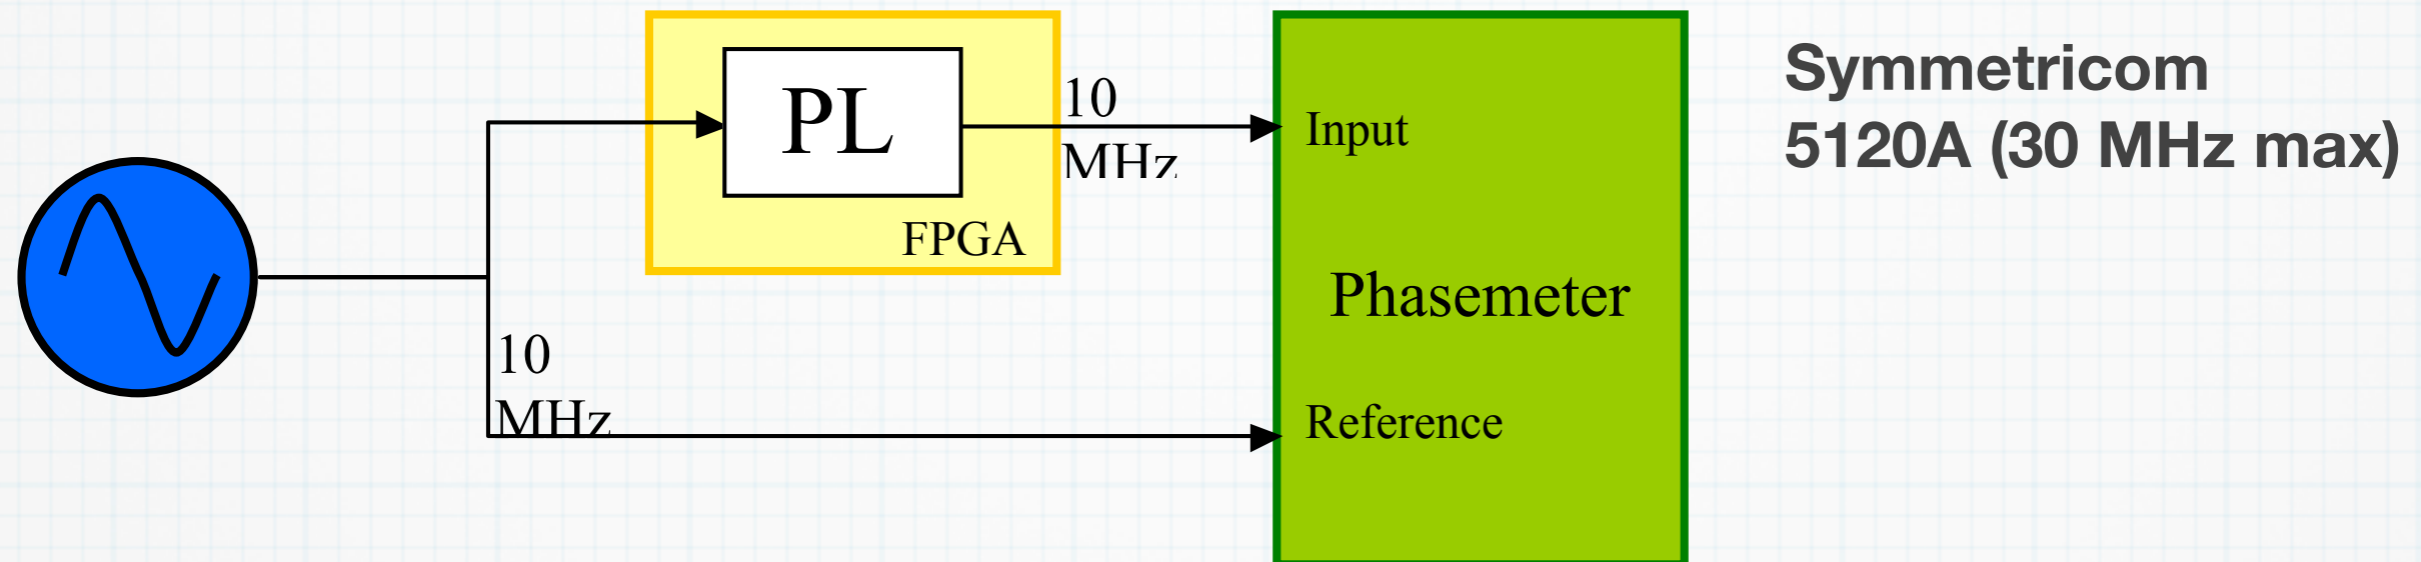 PL
FPGA
10
MHz
Input
Phasemeter
10
MHz
Reference
Symmetricom
5120A (30 MHz max)